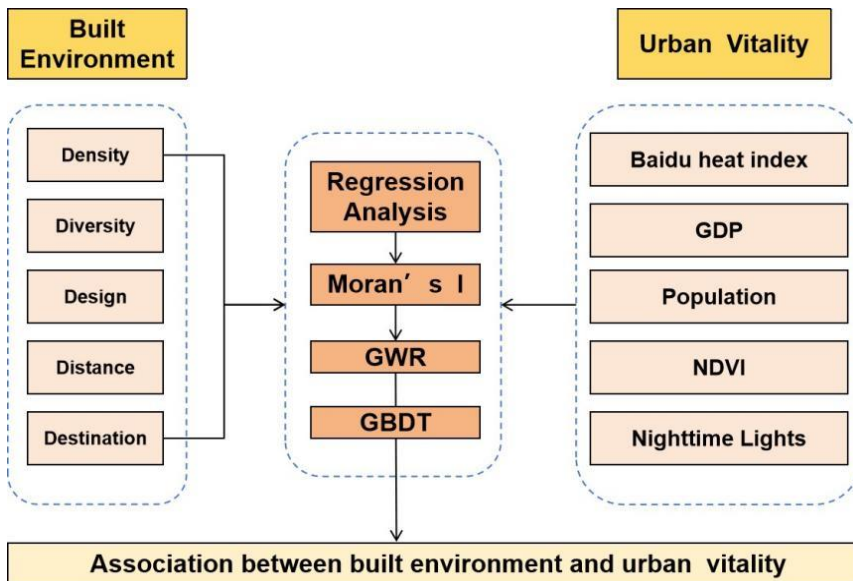 Built
Environment
Urban Vitality
Density
Diversity
Design
Distance
Destination
Regression
Analysis
Moran’ s I
GWR
GBDT
Baidu heat index
GDP
Population
NDVI
Nighttime Lights
Association between built environment and urban vitality